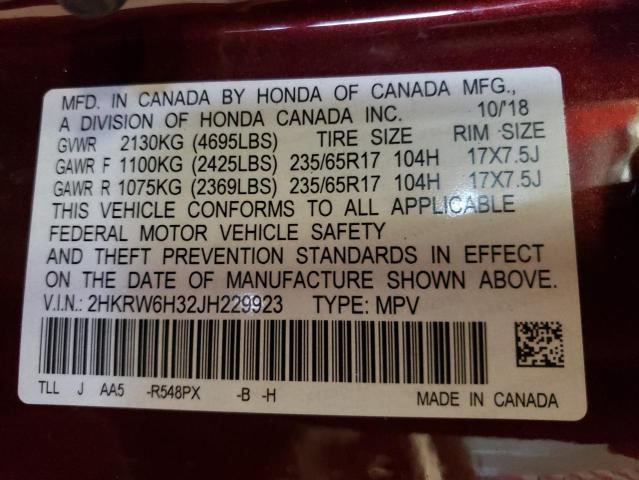 MFD. IN CANADA BY HONDA OF CANADA MFG.,
A DIVISION OF HONDA CANADA INC. 10/'18
GVWR 2130KG (4695LBS) TIRE SIZE RIM SIZE
GAWR F 1100KG (2425LBS) 235/65R17 104H 17X7.5J
GAWR R 1075KG (2369LBS) 235/65R17 104H 17X7.5J
THIS VEHICLE CONFORMS TO ALL APPLICABLE
FEDERAL MOTOR VEHICLE SAFETY
AND THEFT PREVENTION STANDARDS IN EFFECT
ON THE DATE OF MANUFACTURE SHOWN ABOVE.
V.I.N.: 2HKRW6H32JH229923 TYPE: MPV
TLL J AA5 -R548PX -B -H MADE IN CANADA